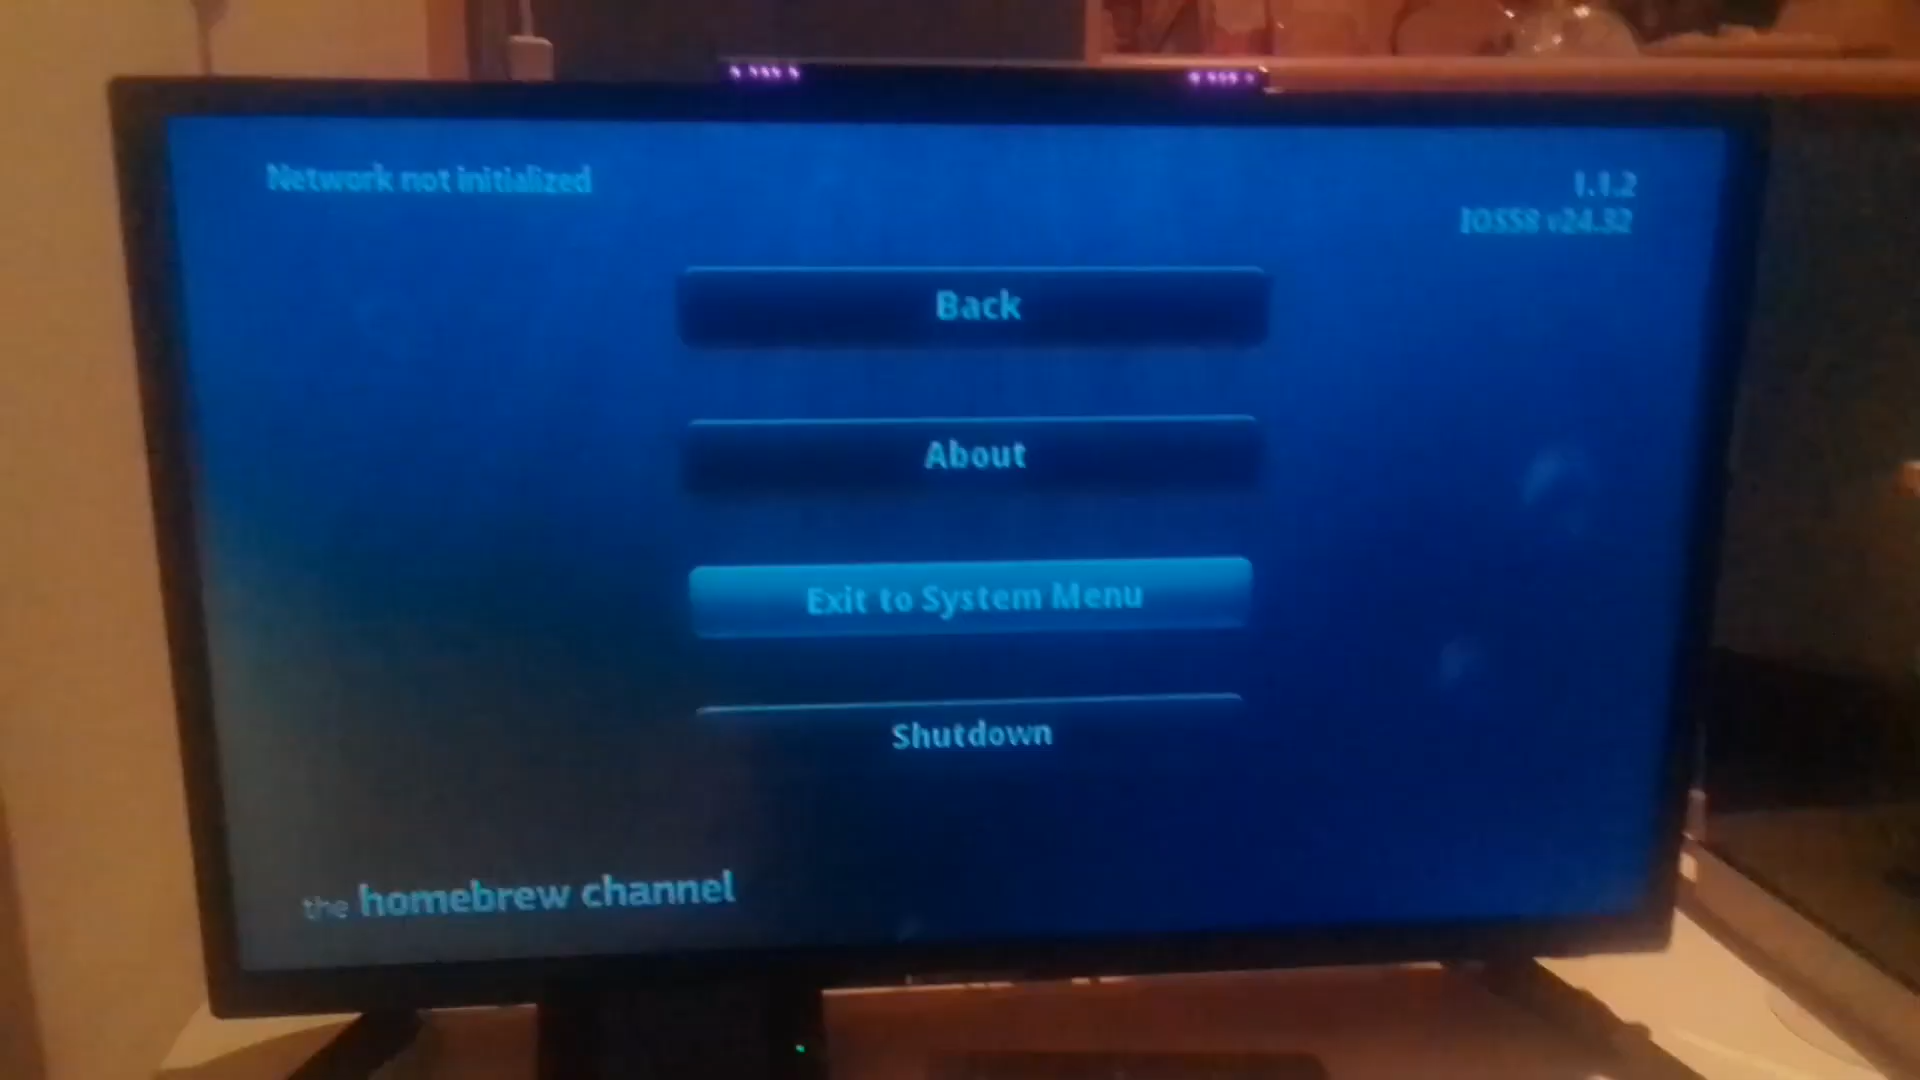 Network not initialized
1.1.2
IOS58 v24.32
Back
About
Exit to System Menu
Shutdown
the homebrew channel